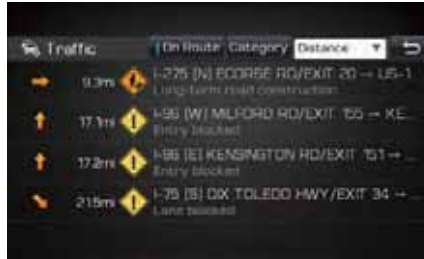 Traffic On Route Category Distance
9.3mi I-275 [N] ECORSE RD/EXIT 20 → US-1
Long-term road construction
17.1mi I-96 [W] MILFORD RD/EXIT 155 → KE...
Entry blocked
17.2mi I-96 [E] KENSINGTON RD/EXIT 151 → ...
Entry blocked
21.5mi I-75 [S] DIX TOLEDO HWY/EXIT 34 → ...
Lane blocked